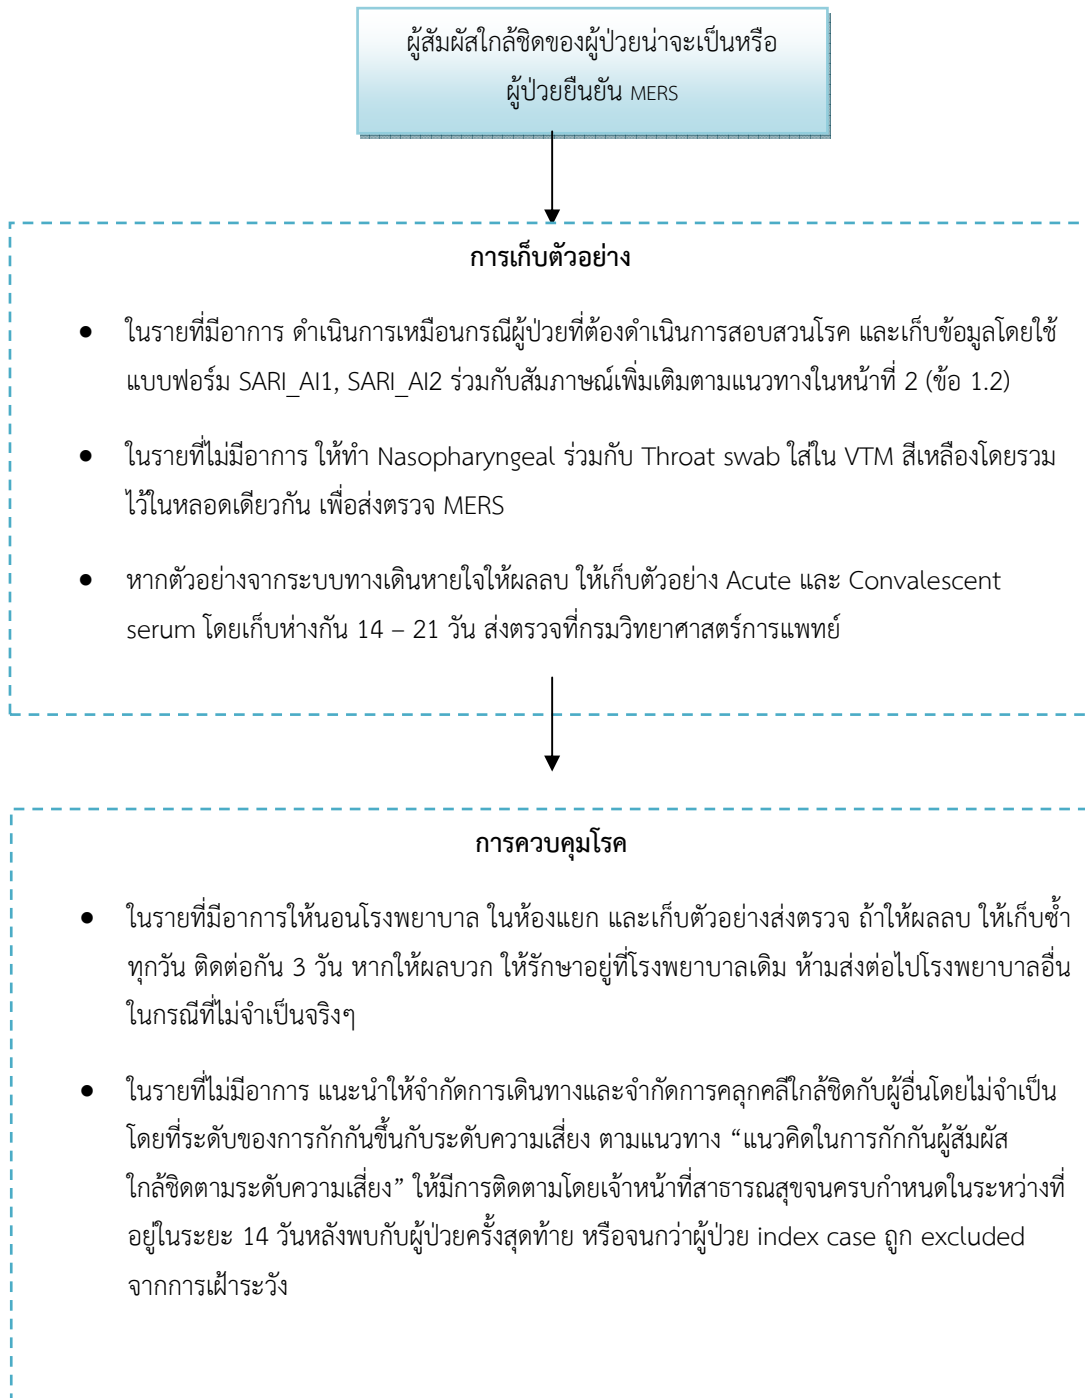 ผู้สัมผัสใกล้ชิดของผู้ป่วยน่าจะเป็นหรือ
ผู้ป่วยยืนยัน MERS
การเก็บตัวอย่าง
● ในรายที่มีอาการ ดำเนินการเหมือนกรณีผู้ป่วยที่ต้องดำเนินการสอบสวนโรค และเก็บข้อมูลโดยใช้
แบบฟอร์ม SARI_AI1, SARI_AI2 ร่วมกับสัมภาษณ์เพิ่มเติมตามแนวทางในหน้าที่ 2 (ข้อ 1.2)
● ในรายที่ไม่มีอาการ ให้ทำ Nasopharyngeal ร่วมกับ Throat swab ใส่ใน VTM สีเหลืองโดยรวม
ไว้ในหลอดเดียวกัน เพื่อส่งตรวจ MERS
● หากตัวอย่างจากระบบทางเดินหายใจให้ผลลบ ให้เก็บตัวอย่าง Acute และ Convalescent
serum โดยเก็บห่างกัน 14 – 21 วัน ส่งตรวจที่กรมวิทยาศาสตร์การแพทย์
การควบคุมโรค
● ในรายที่มีอาการให้นอนโรงพยาบาล ในห้องแยก และเก็บตัวอย่างส่งตรวจ ถ้าให้ผลลบ ให้เก็บซ้ำ
ทุกวัน ติดต่อกัน 3 วัน หากให้ผลบวก ให้รักษาอยู่ที่โรงพยาบาลเดิม ห้ามส่งต่อไปโรงพยาบาลอื่น
ในกรณีที่ไม่จำเป็นจริงๆ
● ในรายที่ไม่มีอาการ แนะนำให้จำกัดการเดินทางและจำกัดการคลุกคลีใกล้ชิดกับผู้อื่นโดยไม่จำเป็น
โดยที่ระดับของการกักกันขึ้นกับระดับความเสี่ยง ตามแนวทาง “แนวคิดในการกักกันผู้สัมผัส
ใกล้ชิดตามระดับความเสี่ยง” ให้มีการติดตามโดยเจ้าหน้าที่สาธารณสุขจนครบกำหนดในระหว่างที่
อยู่ในระยะ 14 วันหลังพบกับผู้ป่วยครั้งสุดท้าย หรือจนกว่าผู้ป่วย index case ถูก excluded
จากการเฝ้าระวัง